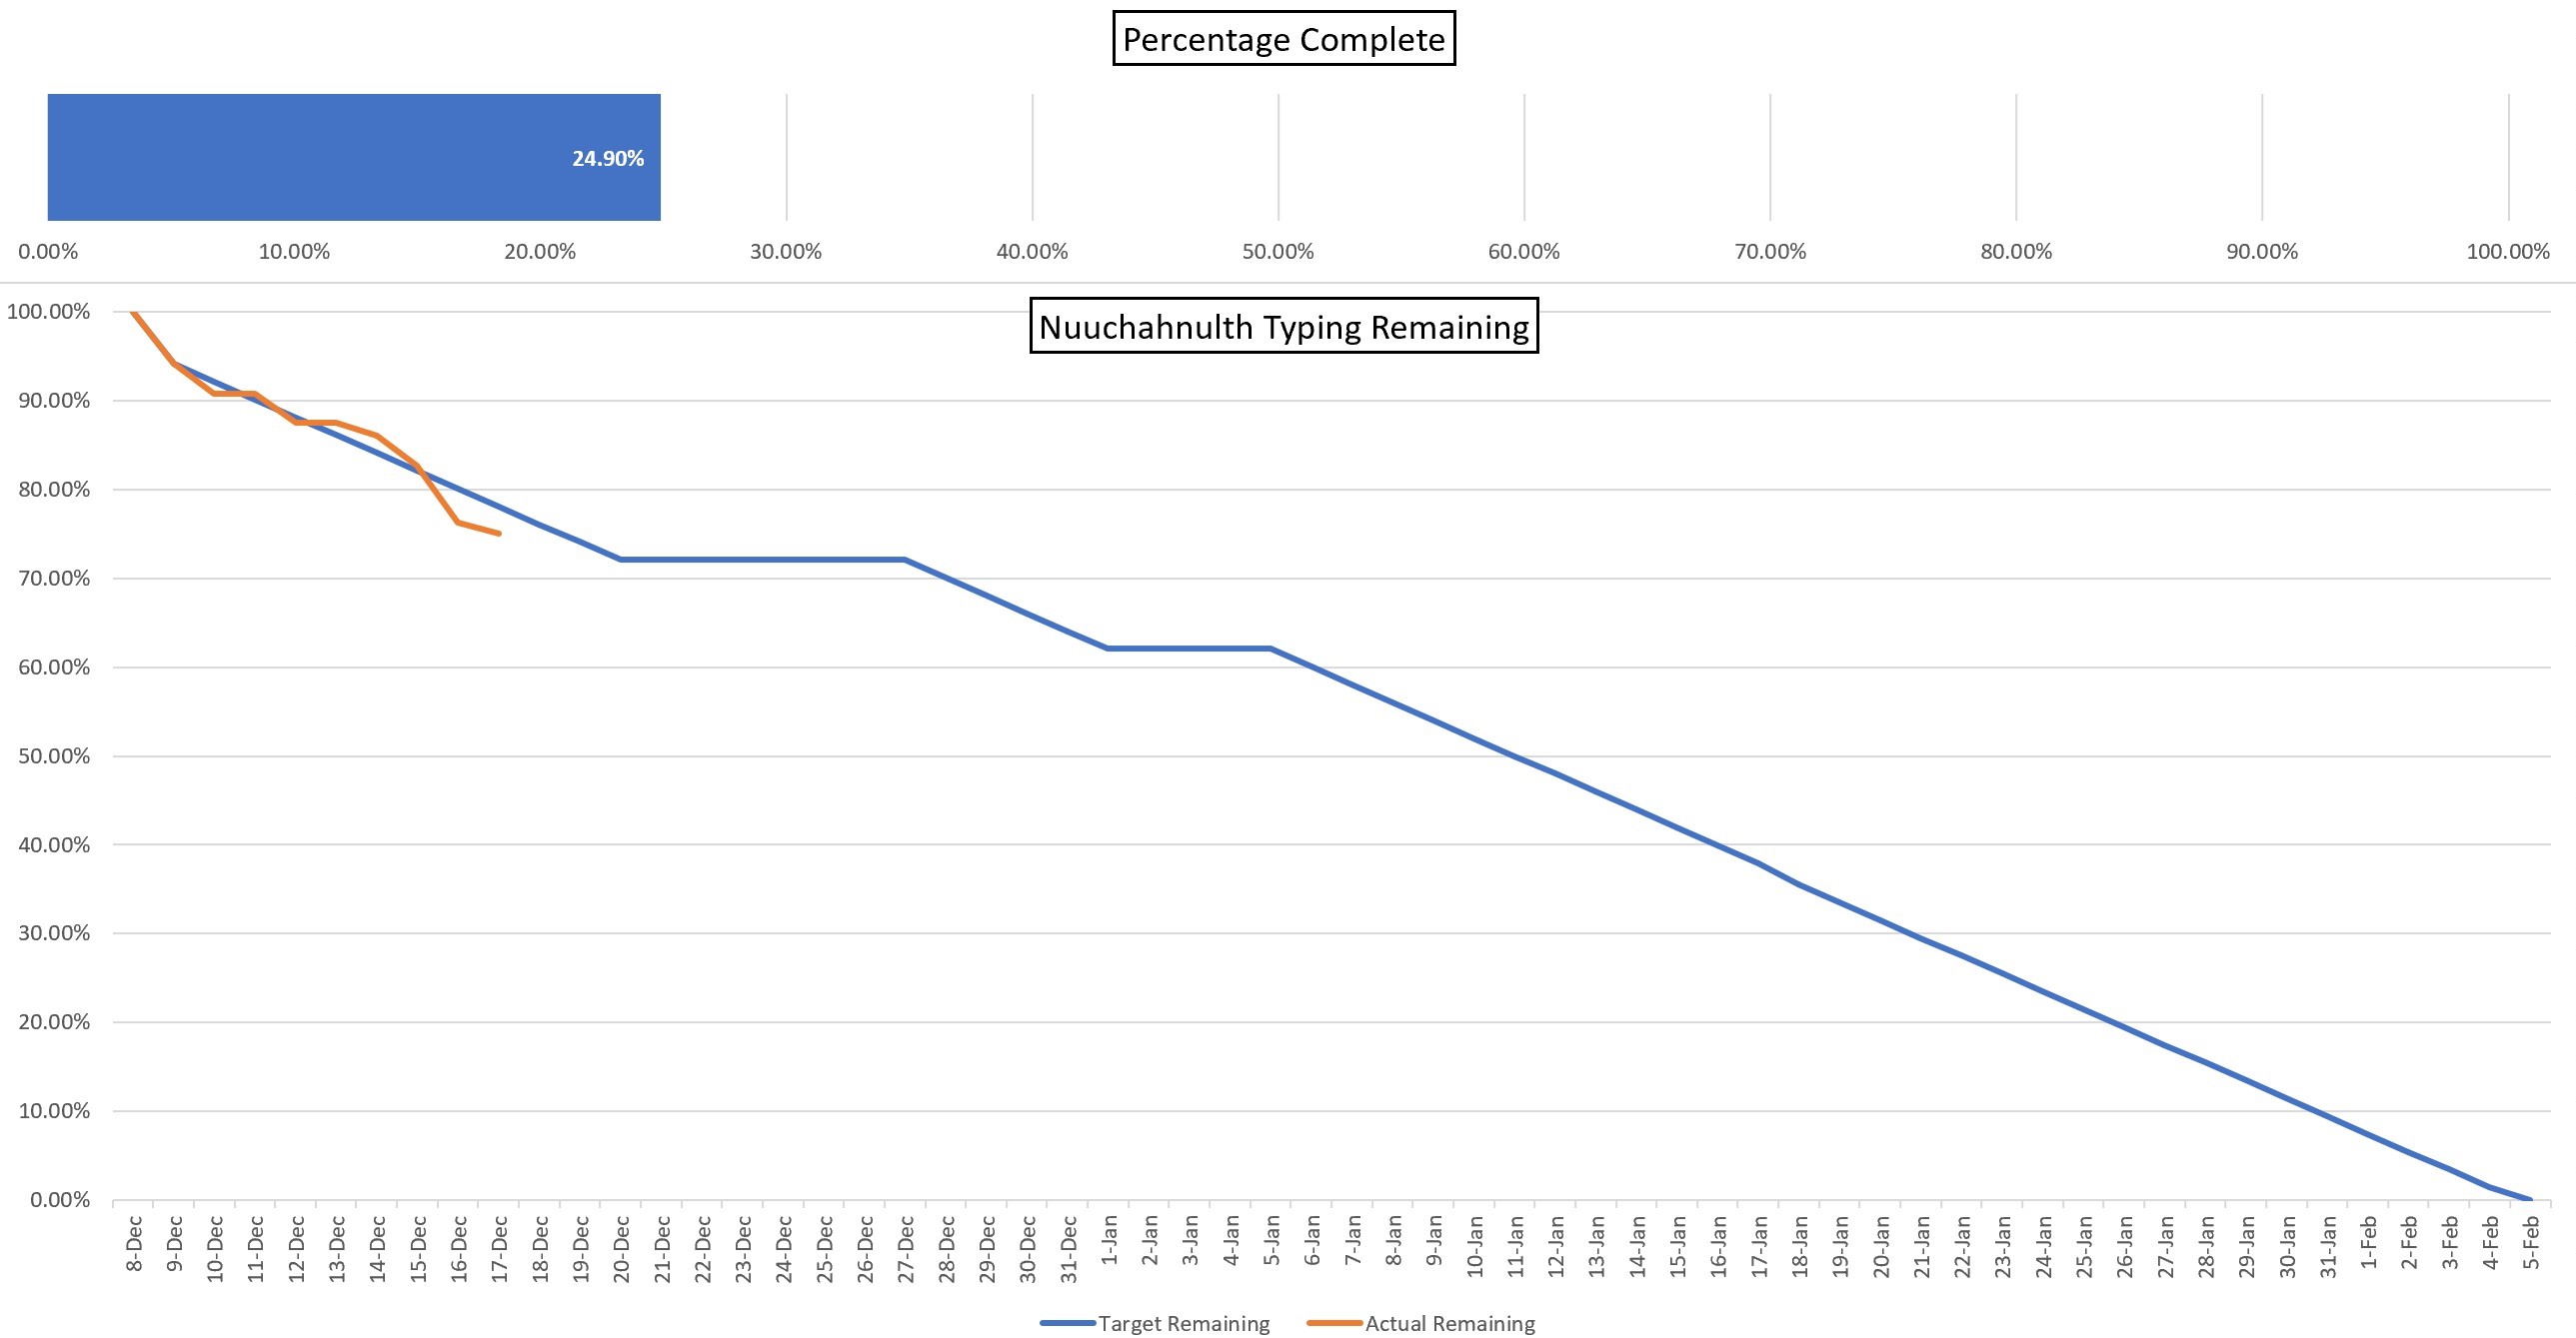 Percentage Complete
24.90%
0.00% 10.00% 20.00% 30.00% 40.00% 50.00% 60.00% 70.00% 80.00% 90.00% 100.00%
Nuuchahnulth Typing Remaining
100.00%
90.00%
80.00%
70.00%
60.00%
50.00%
40.00%
30.00%
20.00%
10.00%
0.00%
8-Dec 9-Dec 10-Dec 11-Dec 12-Dec 13-Dec 14-Dec 15-Dec 16-Dec 17-Dec 18-Dec 19-Dec 20-Dec 21-Dec 22-Dec 23-Dec 24-Dec 25-Dec 26-Dec 27-Dec 28-Dec 29-Dec 30-Dec 31-Dec 1-Jan 2-Jan 3-Jan 4-Jan 5-Jan 6-Jan 7-Jan 8-Jan 9-Jan 10-Jan 11-Jan 12-Jan 13-Jan 14-Jan 15-Jan 16-Jan 17-Jan 18-Jan 19-Jan 20-Jan 21-Jan 22-Jan 23-Jan 24-Jan 25-Jan 26-Jan 27-Jan 28-Jan 29-Jan 30-Jan 31-Jan 1-Feb 2-Feb 3-Feb 4-Feb 5-Feb
Target Remaining Actual Remaining